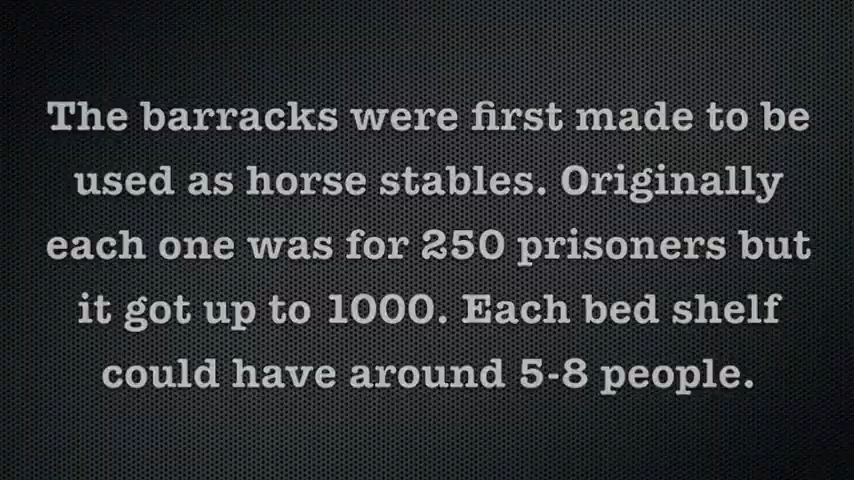 The barracks were first made to be
used as horse stables. Originally
each one was for 250 prisoners but
it got up to 1000. Each bed shelf
could have around 5-8 people.